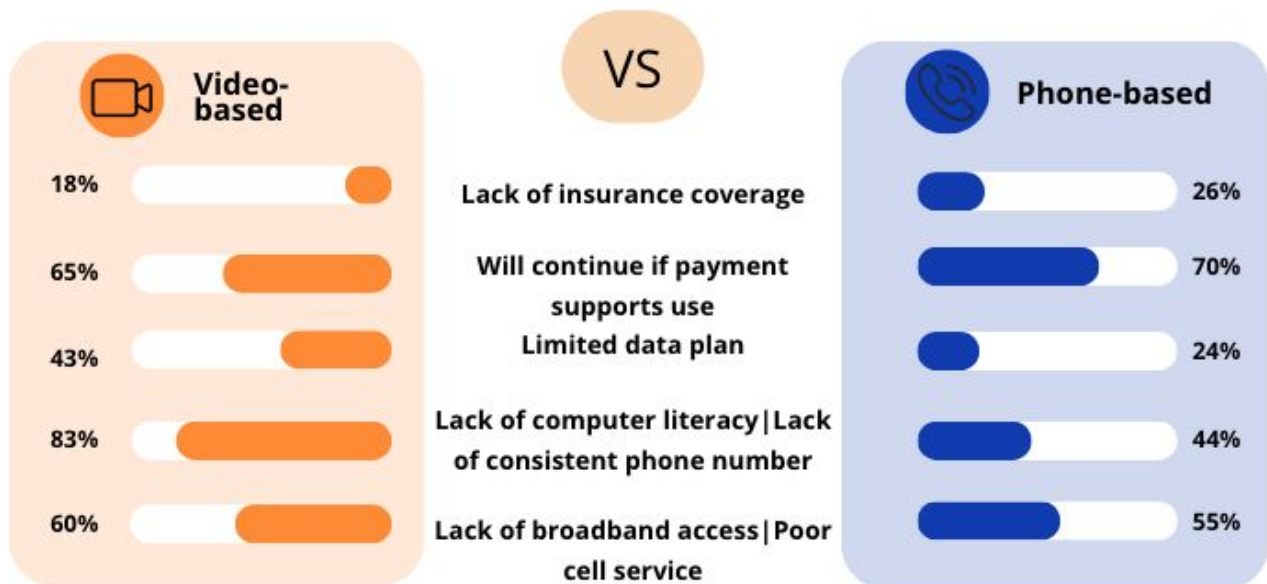 Video-
based
VS
Phone-based
18%
Lack of insurance coverage
26%
65%
Will continue if payment
supports use
70%
43%
Limited data plan
24%
83%
Lack of computer literacy|Lack
of consistent phone number
44%
60%
Lack of broadband access|Poor
cell service
55%